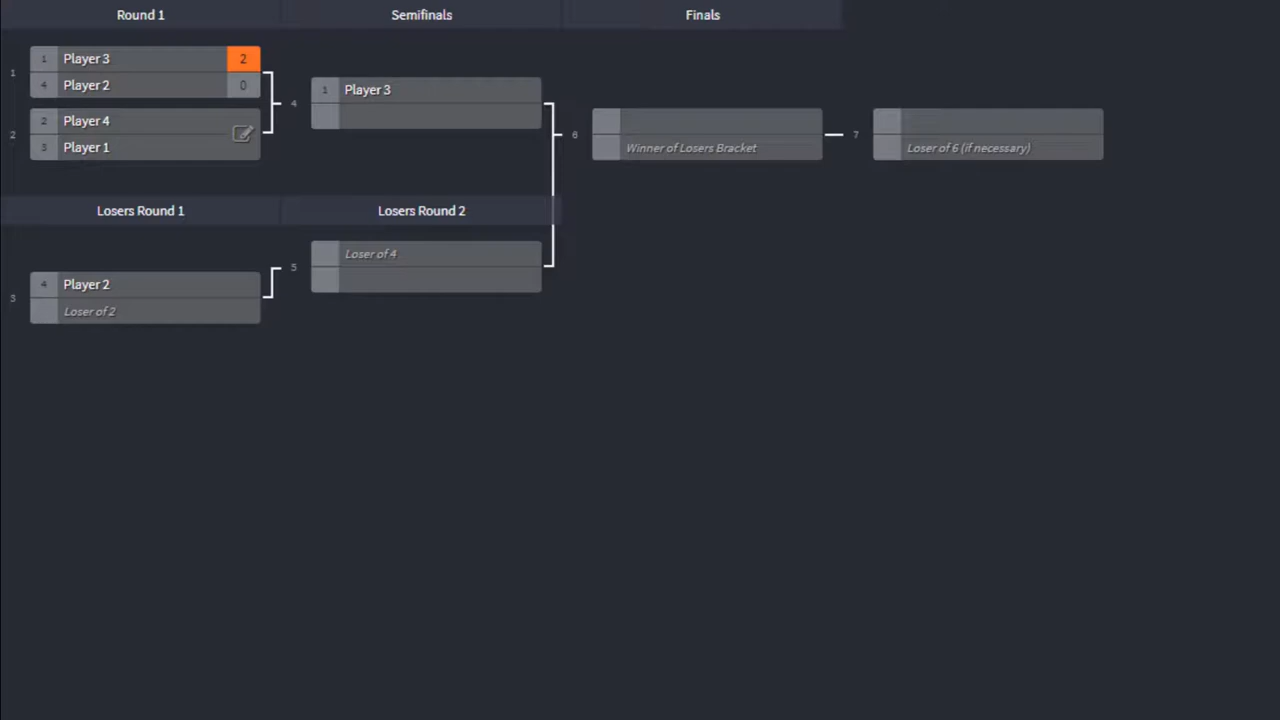 Round 1 Semifinals Finals
1 1 Player 3 2
4 Player 2 0
2 2 Player 4
3 Player 1
4 1 Player 3
6 Winner of Losers Bracket
7 Loser of 6 (if necessary)
Losers Round 1 Losers Round 2
3 4 Player 2
Loser of 2
5 Loser of 4